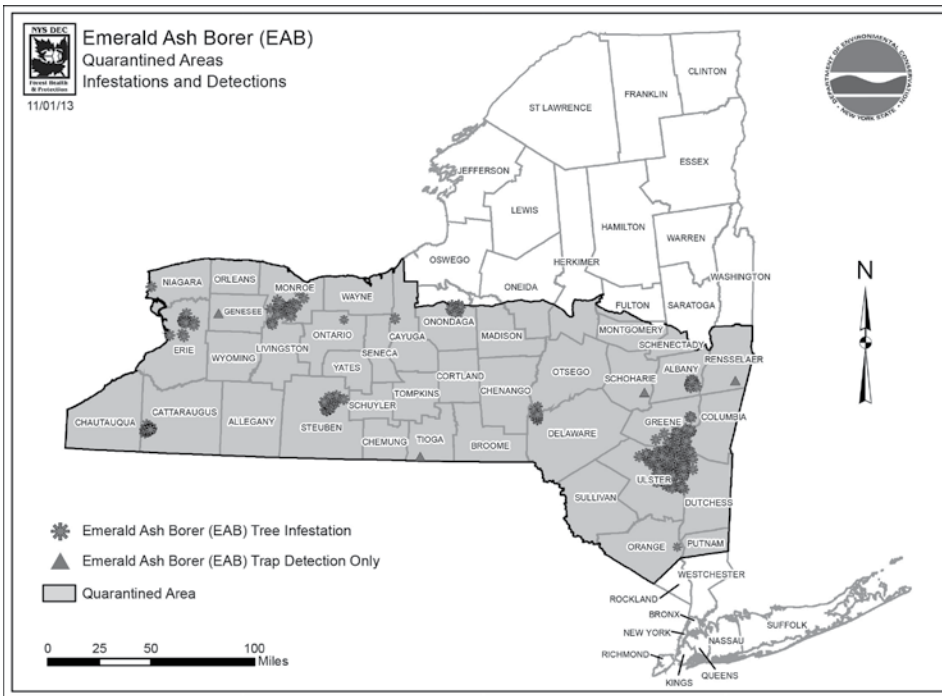 NYS DEC
Forest Health
& Protection
11/01/13
Emerald Ash Borer (EAB)
Quarantined Areas
Infestations and Detections
DEPARTMENT OF ENVIRONMENTAL CONSERVATION
NEW YORK STATE
CLINTON
FRANKLIN
ST LAWRENCE
ESSEX
JEFFERSON
LEWIS
HAMILTON
WARREN
OSWEGO
HERKIMER
WASHINGTON
ONEIDA
FULTON
SARATOGA
N
NIAGARA
ORLEANS
MONROE
WAYNE
GENESEE
ONTARIO
CAYUGA
ONONDAGA
MADISON
MONTGOMERY
SCHENECTADY
RENSSELAER
ERIE
WYOMING
LIVINGSTON
SENECA
YATES
CORTLAND
OTSEGO
SCHOHARIE
ALBANY
CHAUTAUQUA
CATTARAUGUS
ALLEGANY
STEUBEN
SCHUYLER
TOMPKINS
CHENANGO
CHEMUNG
TIOGA
BROOME
DELAWARE
GREENE
COLUMBIA
ULSTER
SULLIVAN
DUTCHESS
ORANGE
PUTNAM
WESTCHESTER
ROCKLAND
BRONX
NEW YORK
RICHMOND
KINGS
QUEENS
NASSAU
SUFFOLK
Emerald Ash Borer (EAB) Tree Infestation
Emerald Ash Borer (EAB) Trap Detection Only
Quarantined Area
0 25 50 100
Miles